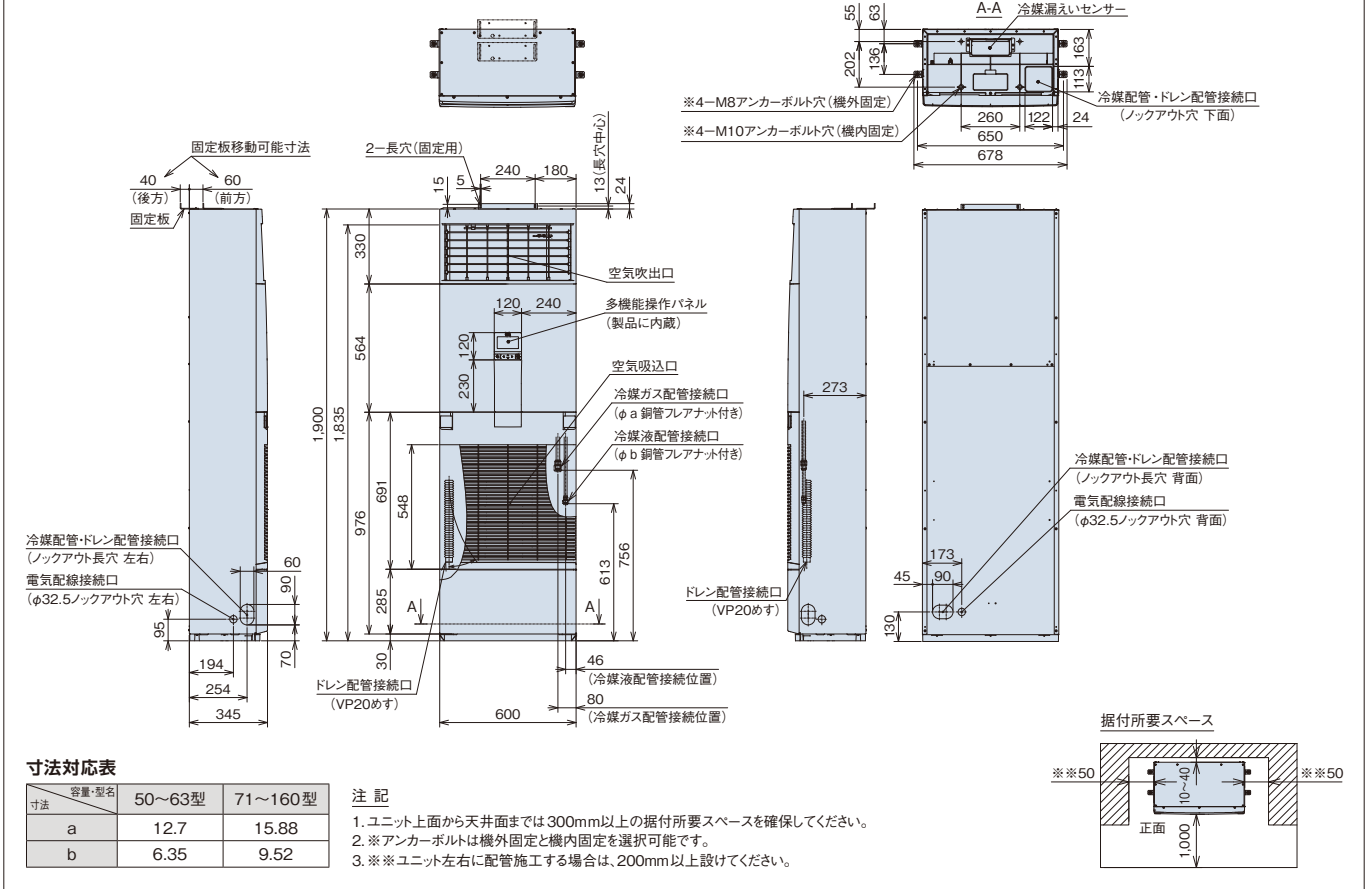 55
63
A-A
冷媒漏えいセンサー
202
136
163
113
※4－M8アンカーボルト穴（機外固定）
※4－M10アンカーボルト穴（機内固定）
冷媒配管・ドレン配管接続口
（ノックアウト穴 下面）
260
122
24
650
678
固定板移動可能寸法
40
（後方）
60
（前方）
固定板
2－長穴（固定用）
15
5
240
180
13（長穴中心）
24
330
564
1,900
1,835
空気吹出口
120
240
多機能操作パネル
（製品に内蔵）
120
230
空気吸込口
冷媒ガス配管接続口
（φa 銅管フレアナット付き）
冷媒液配管接続口
（φb 銅管フレアナット付き）
691
976
548
756
613
285
30
A
A
46
（冷媒液配管接続位置）
80
（冷媒ガス配管接続位置）
600
ドレン配管接続口
（VP20めす）
冷媒配管・ドレン配管接続口
（ノックアウト長穴 左右）
電気配線接続口
（φ32.5ノックアウト穴 左右）
60
90
95
70
194
254
345
273
ドレン配管接続口
（VP20めす）
冷媒配管・ドレン配管接続口
（ノックアウト長穴 背面）
電気配線接続口
（φ32.5ノックアウト穴 背面）
173
45
90
130
据付所要スペース
※※50
※※50
10～40
正面
1,000
寸法対応表
容量・型名
寸法
50～63型
71～160型
a
12.7
15.88
b
6.35
9.52
注 記
1. ユニット上面から天井面までは300mm以上の据付所要スペースを確保してください。
2. ※アンカーボルトは機外固定と機内固定を選択可能です。
3. ※※ユニット左右に配管施工する場合は、200mm以上設けてください。